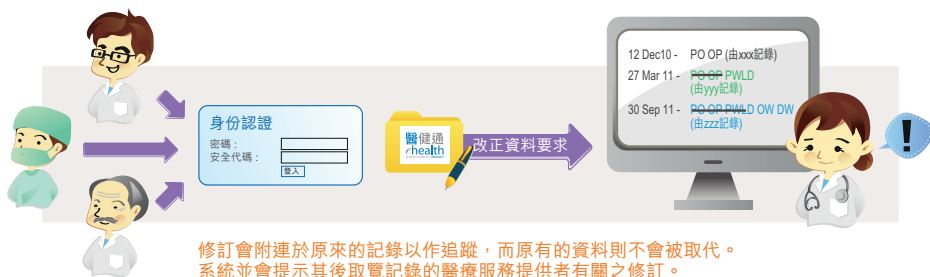 身份認證
密碼：
安全代碼：
登入
醫健通
ehealth
改正資料要求
12 Dec10 - PO OP (由xxx記錄)
27 Mar 11 - PO OP PWLD
(由yyy記錄)
30 Sep 11 - PO OP PWLD OW DW
(由zzz記錄)
!
修訂會附連於原來的記錄以作追蹤，而原有的資料則不會被取代。
系統並會提示其後取覽記錄的醫療服務提供者有關之修訂。